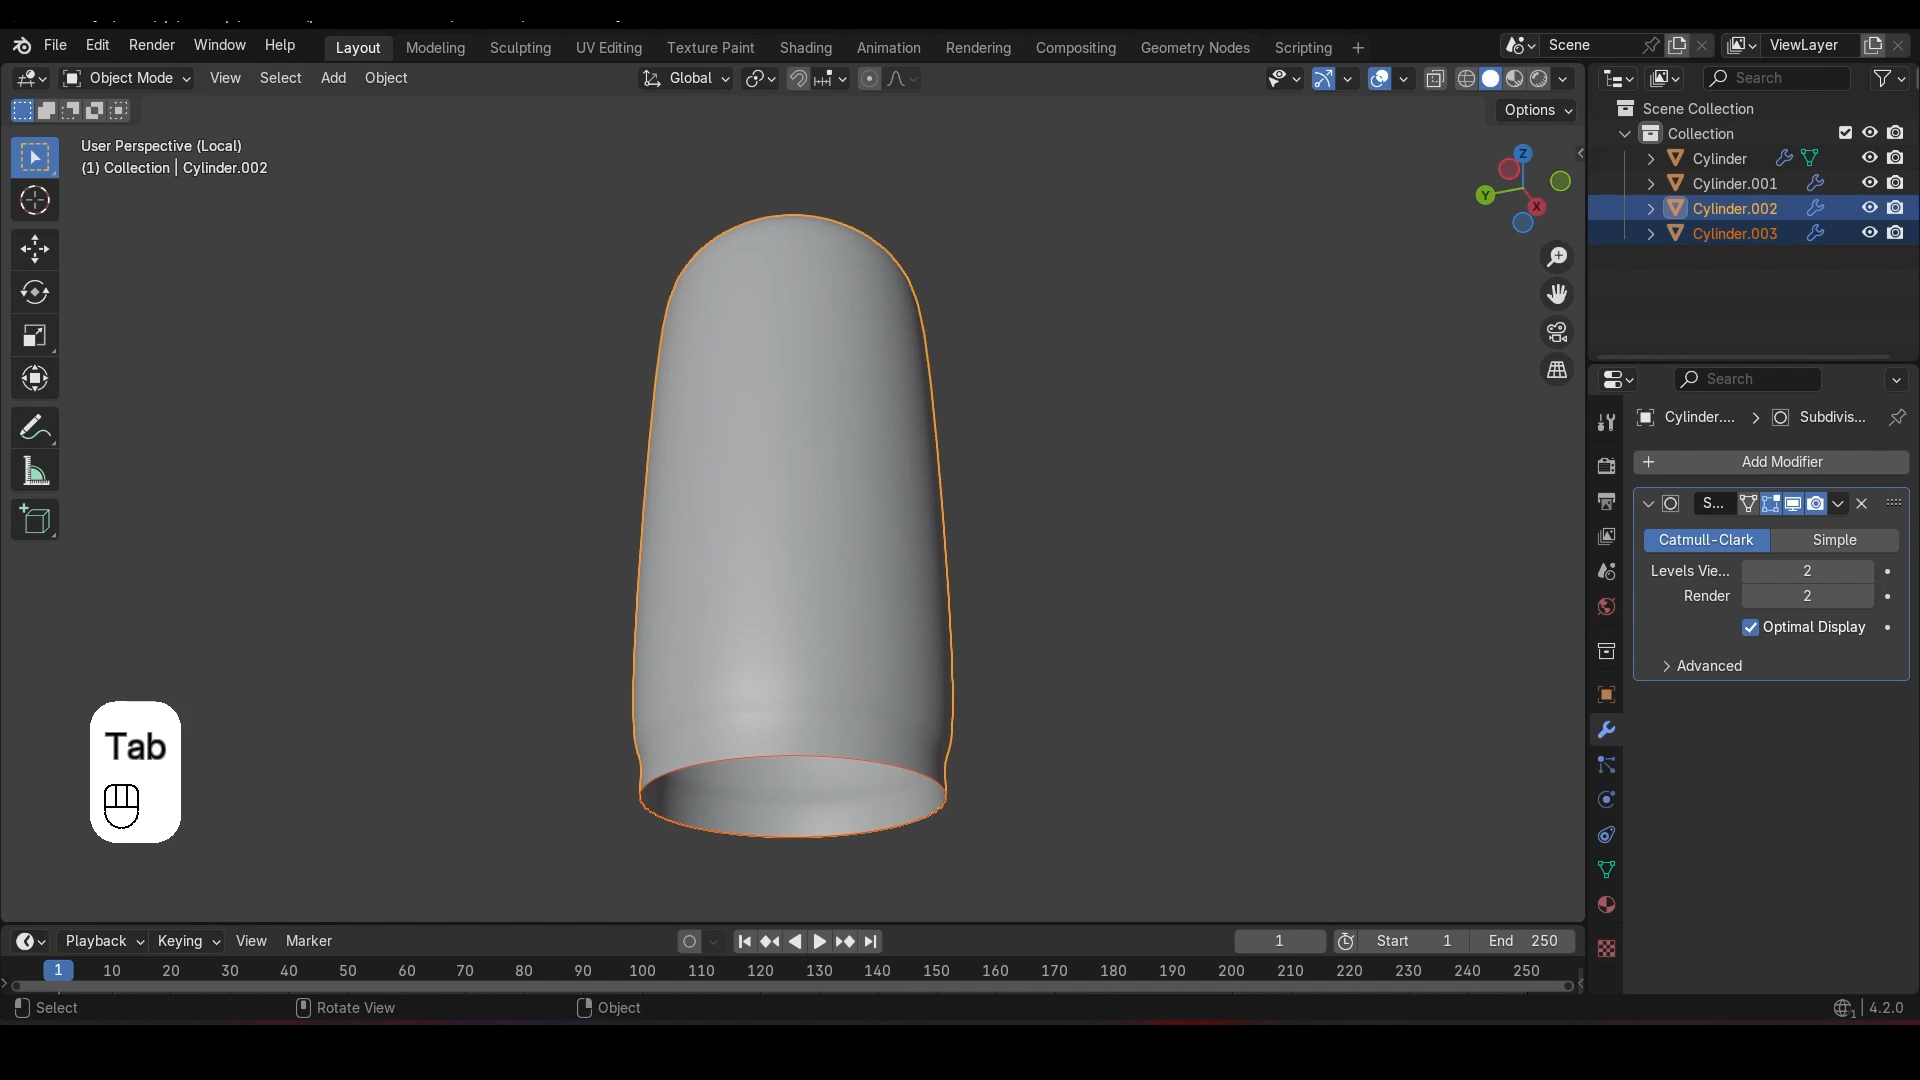 File Edit Render Window Help Layout Modeling Sculpting UV Editing Texture Paint Shading Animation Rendering Compositing Geometry Nodes Scripting Scene ViewLayer
Object Mode View Select Add Object Global Search
Options
User Perspective (Local)
(1) Collection | Cylinder.002
Z
Y
X
Scene Collection
Collection
Cylinder
Cylinder.001
Cylinder.002
Cylinder.003
Search
Cylinder.... Subdivis...
Add Modifier
S...
Catmull-Clark Simple
Levels Vie... 2
Render 2
Optimal Display
Advanced
Tab
Playback Keying View Marker 1 Start 1 End 250
1 10 20 30 40 50 60 70 80 90 100 110 120 130 140 150 160 170 180 190 200 210 220 230 240 250
Select Rotate View Object 1 4.2.0